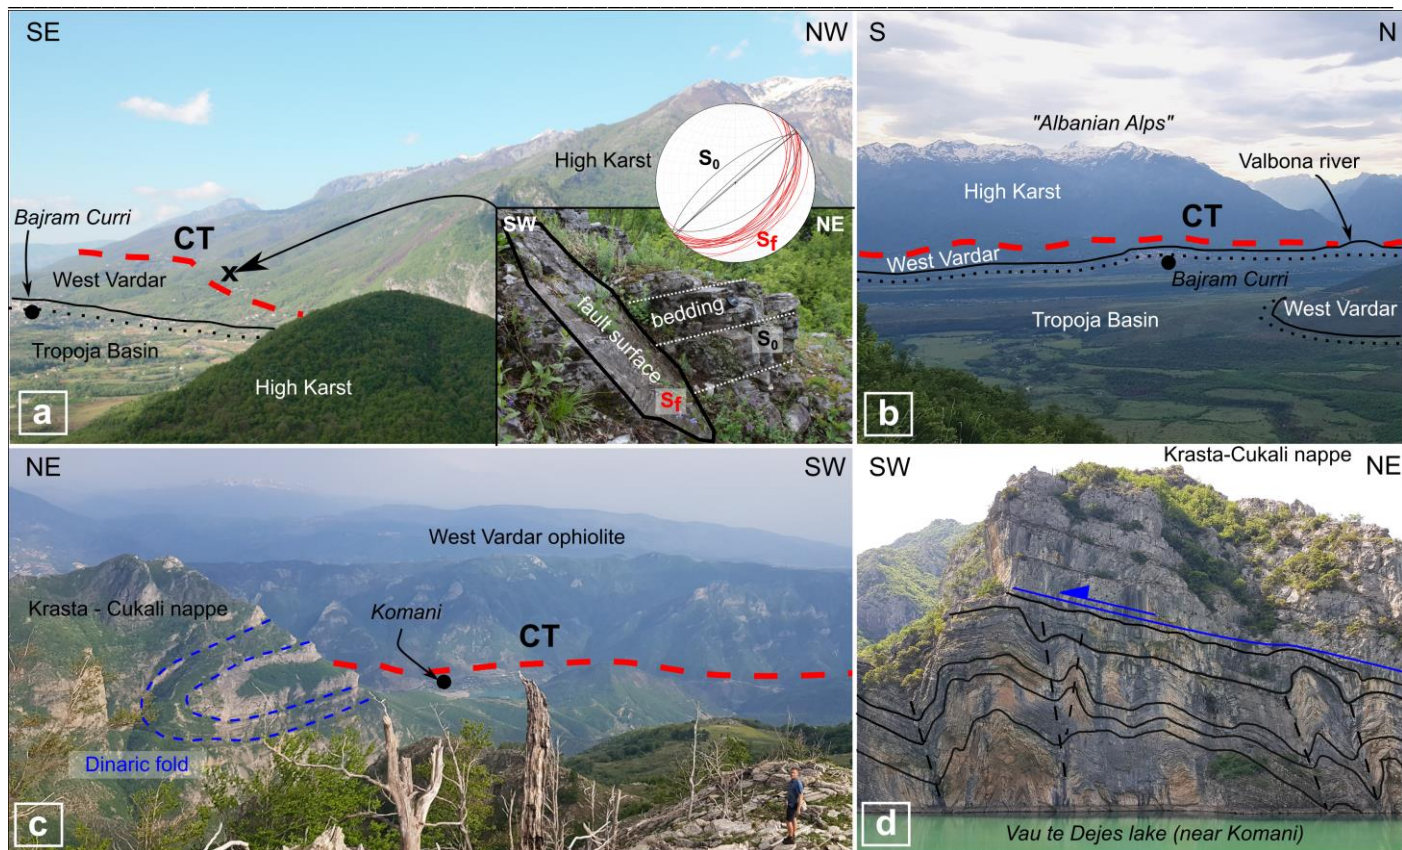 SE
NW
"Albanian Alps"
High Karst
S₀
Sf
Bajram Curri
CT
West Vardar
Tropoja Basin
High Karst
SW
NE
fault surface
bedding
S₀
Sf
a
S
N
"Albanian Alps"
Valbona river
High Karst
CT
West Vardar
Bajram Curri
West Vardar
Tropoja Basin
b
NE
SW
West Vardar ophiolite
Krasta - Cukali nappe
Komani
CT
Dinaric fold
c
Krasta-Cukali nappe
SW
NE
Vau te Dejes lake (near Komani)
d